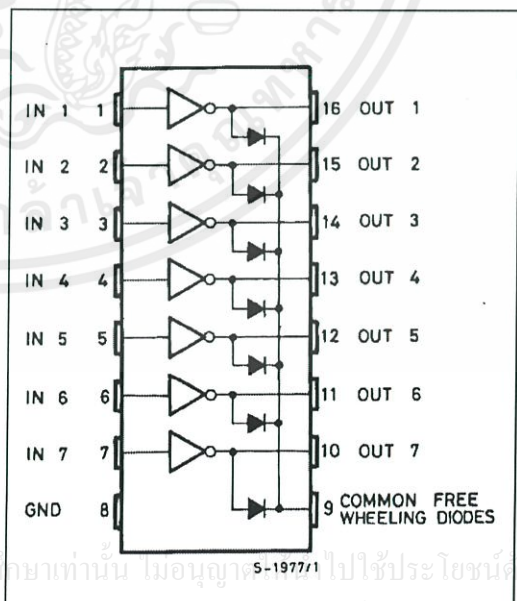 IN 1 1 16 OUT 1
IN 2 2 15 OUT 2
IN 3 3 14 OUT 3
IN 4 4 13 OUT 4
IN 5 5 12 OUT 5
IN 6 6 11 OUT 6
IN 7 7 10 OUT 7
GND 8 9 COMMON FREE
WHEELING DIODES
S-1977/1